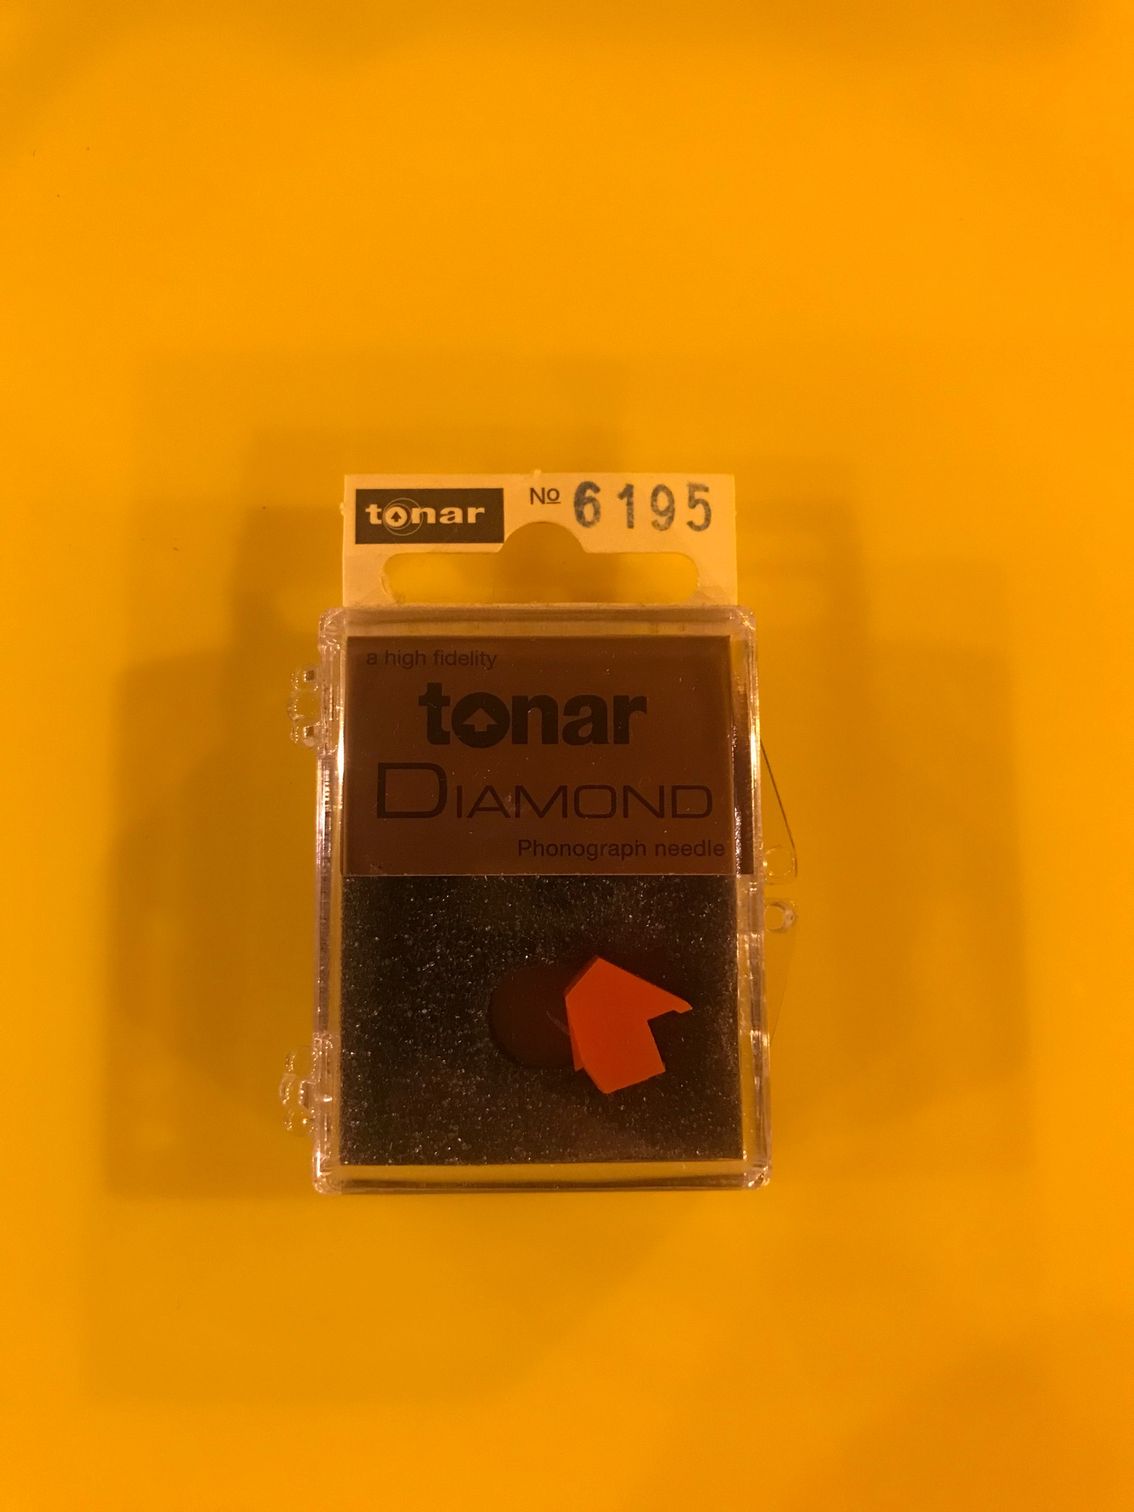 tonar Nº 6195
a high fidelity
tonar
DIAMOND
Phonograph needle